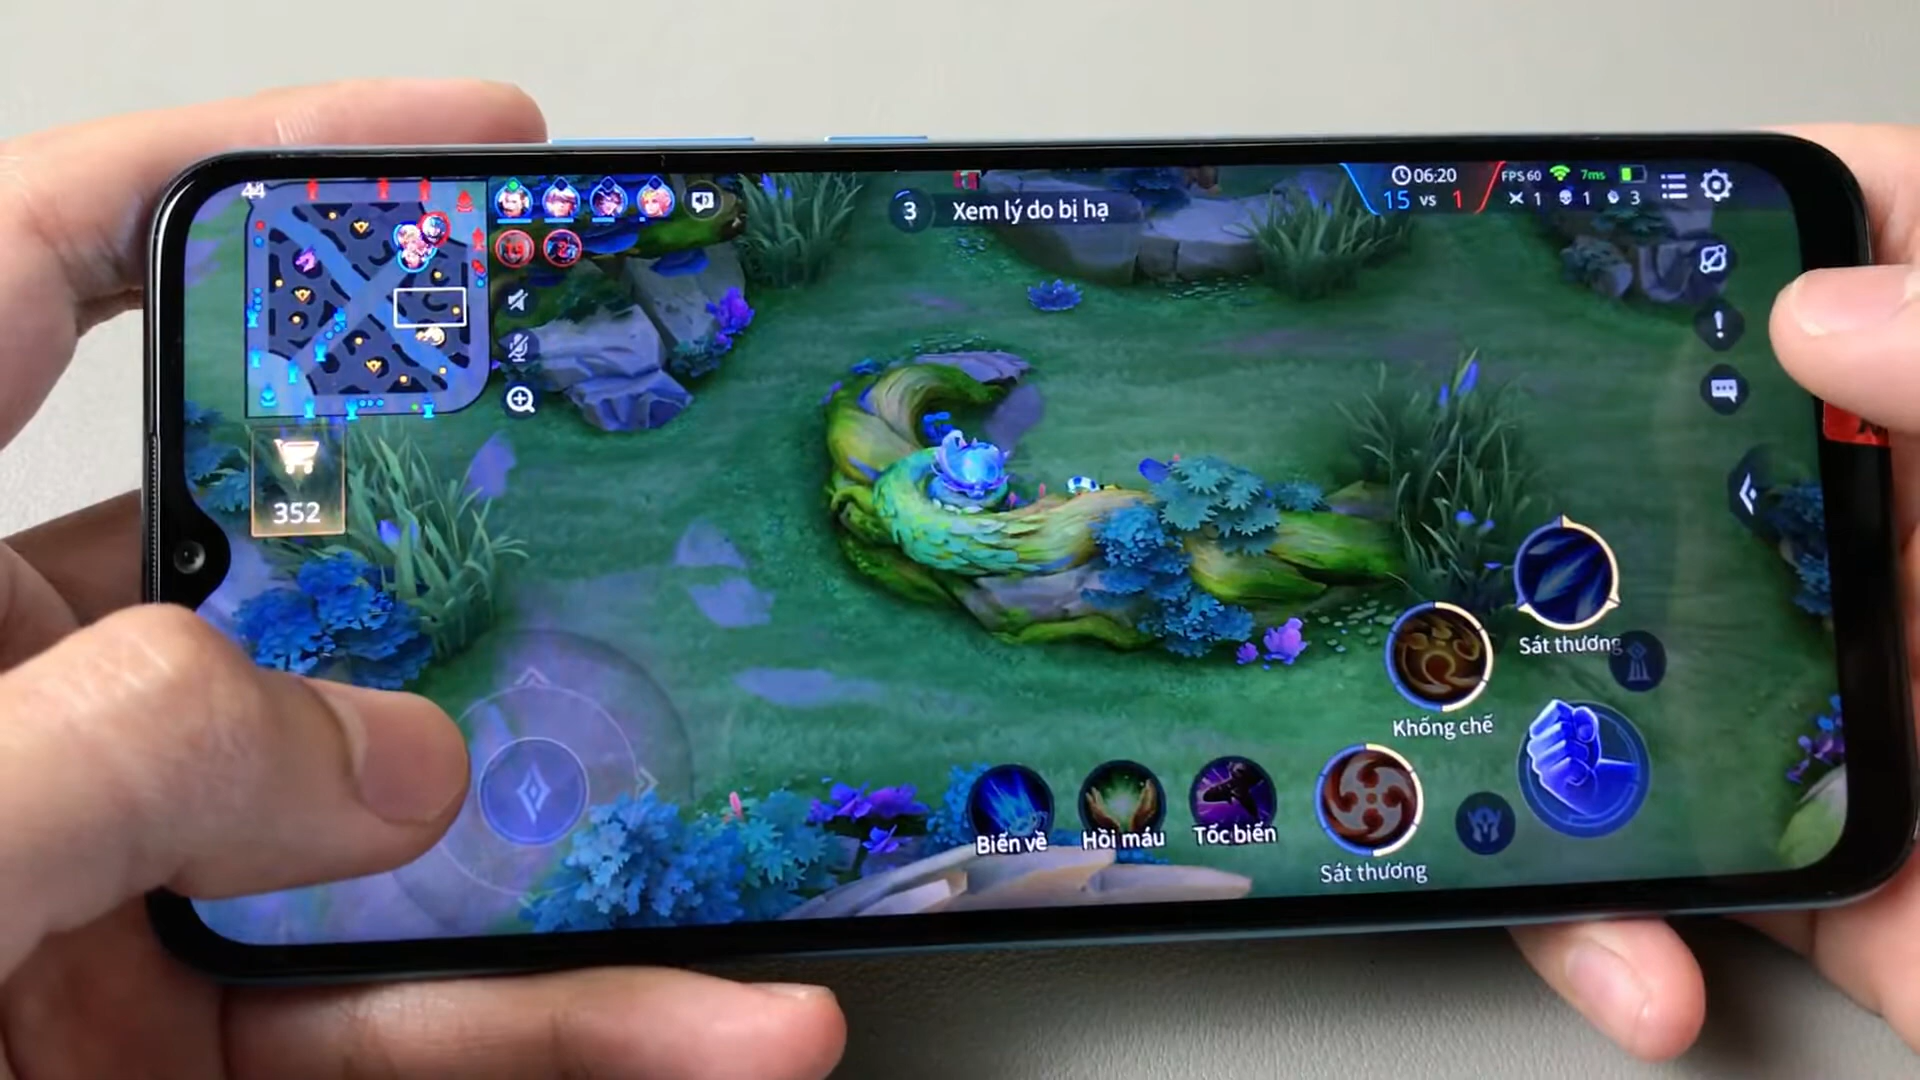 44
3 Xem lý do bị hạ
06:20
15 vs 1
FPS 60 7ms
1 1 3
352
Sát thương
Khống chế
Biến về
Hồi máu
Tốc biến
Sát thương